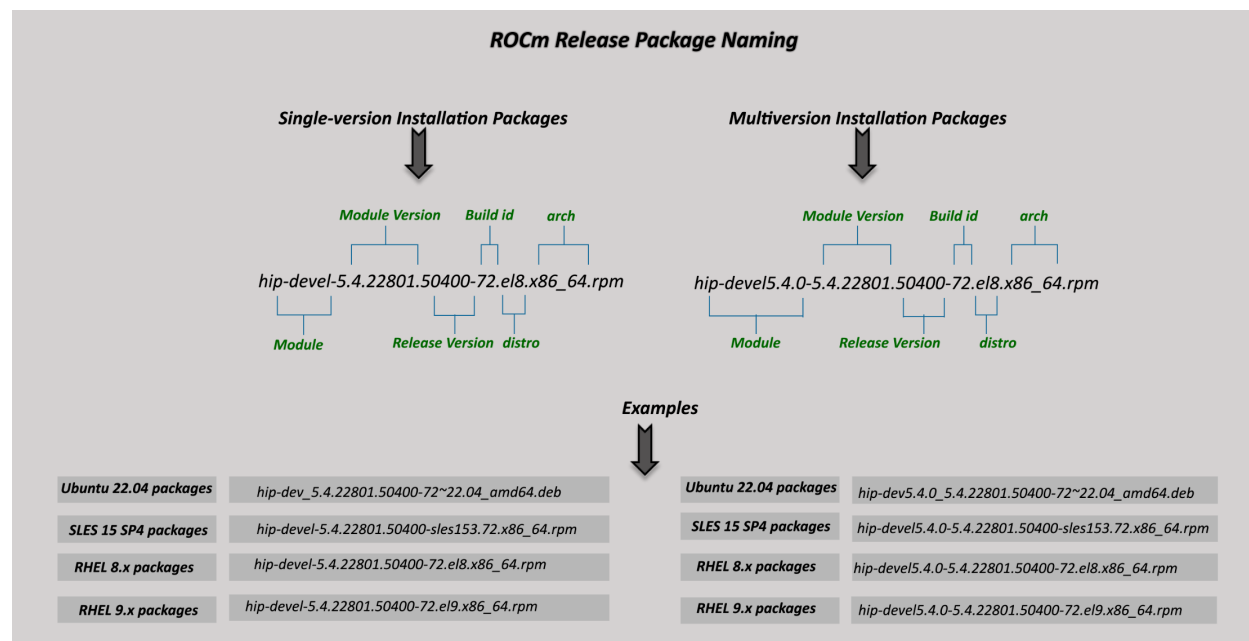 ROCm Release Package Naming
Single-version Installation Packages
Module Version Build id arch
hip-devel-5.4.22801.50400-72.el8.x86_64.rpm
Module Release Version distro
Multiversion Installation Packages
Module Version Build id arch
hip-devel5.4.0-5.4.22801.50400-72.el8.x86_64.rpm
Module Release Version distro
Examples
Ubuntu 22.04 packages hip-dev_5.4.22801.50400-72~22.04_amd64.deb
SLES 15 SP4 packages hip-devel-5.4.22801.50400-sles153.72.x86_64.rpm
RHEL 8.x packages hip-devel-5.4.22801.50400-72.el8.x86_64.rpm
RHEL 9.x packages hip-devel-5.4.22801.50400-72.el9.x86_64.rpm
Ubuntu 22.04 packages hip-dev5.4.0_5.4.22801.50400-72~22.04_amd64.deb
SLES 15 SP4 packages hip-devel5.4.0-5.4.22801.50400-sles153.72.x86_64.rpm
RHEL 8.x packages hip-devel5.4.0-5.4.22801.50400-72.el8.x86_64.rpm
RHEL 9.x packages hip-devel5.4.0-5.4.22801.50400-72.el9.x86_64.rpm